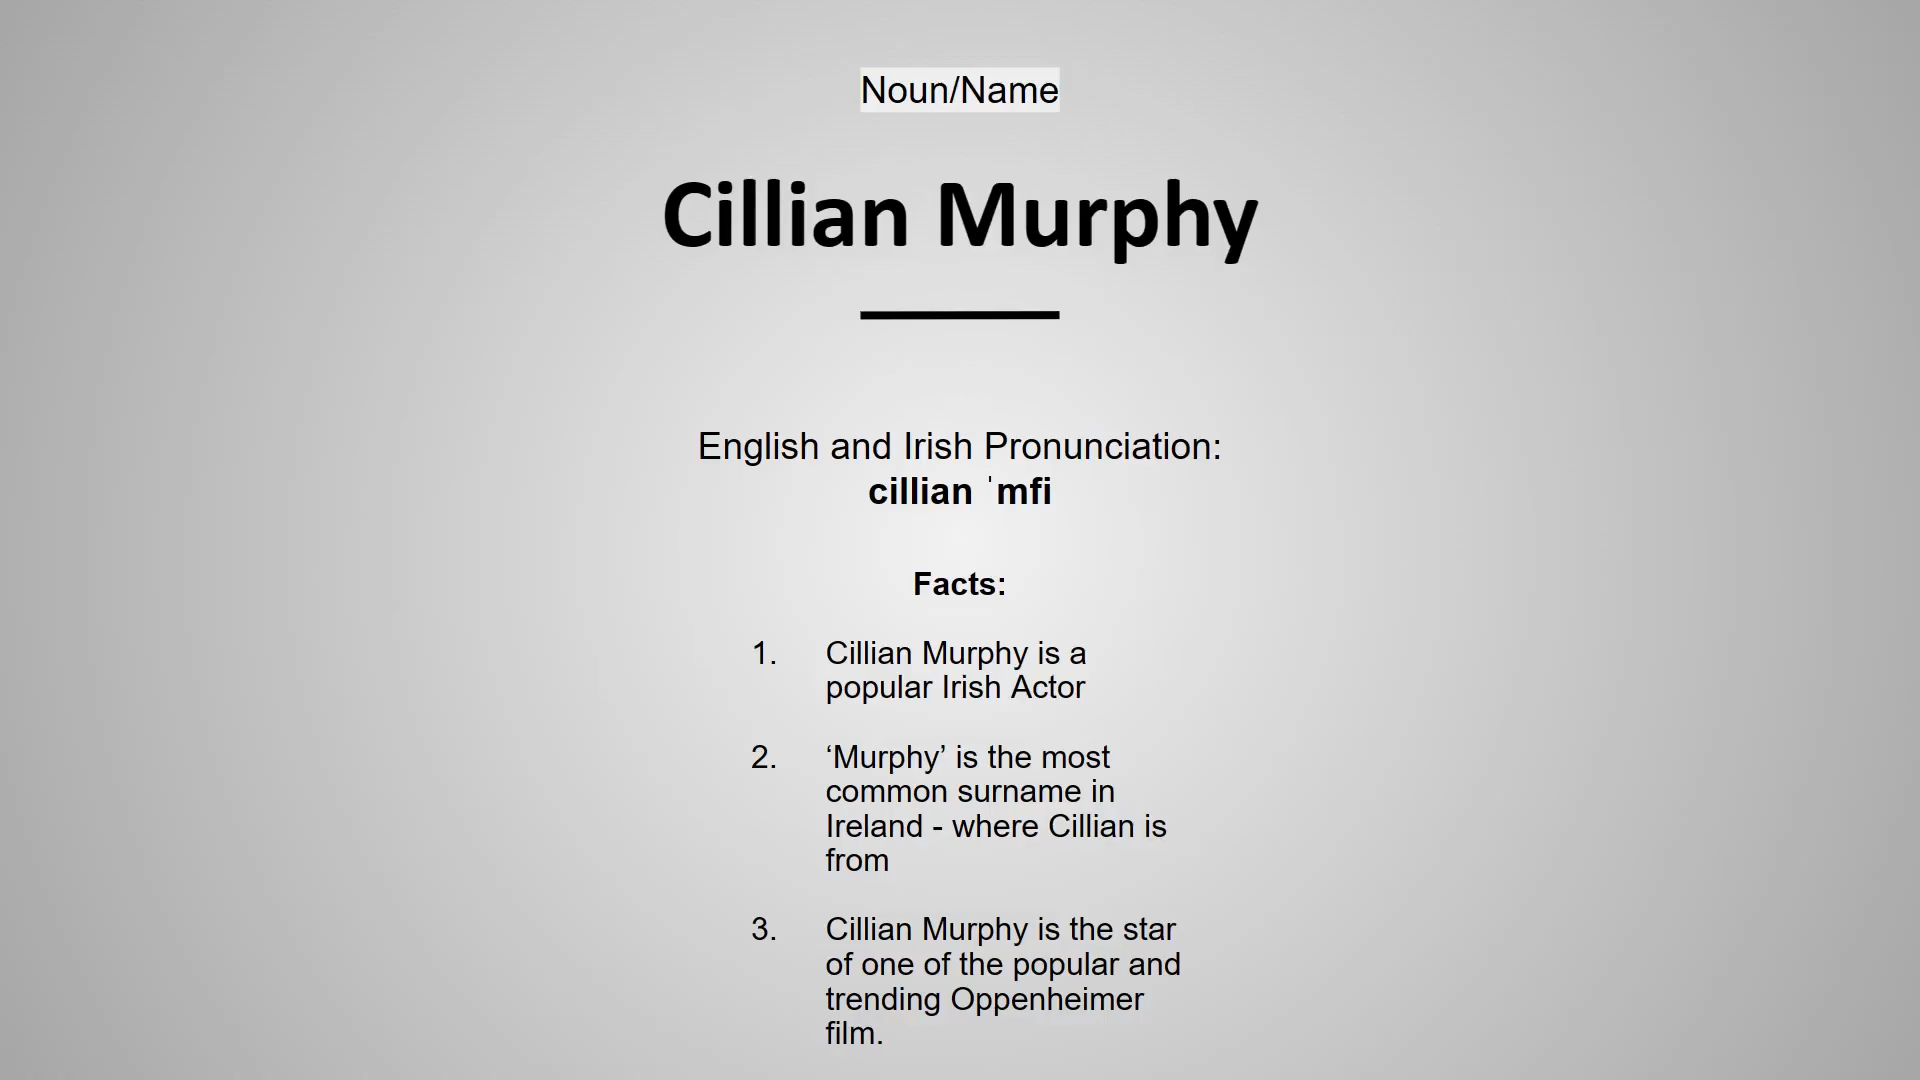 Noun/Name
Cillian Murphy
English and Irish Pronunciation:
cillian ˈmfi
Facts:
1. Cillian Murphy is a
popular Irish Actor
2. ‘Murphy’ is the most
common surname in
Ireland - where Cillian is
from
3. Cillian Murphy is the star
of one of the popular and
trending Oppenheimer
film.